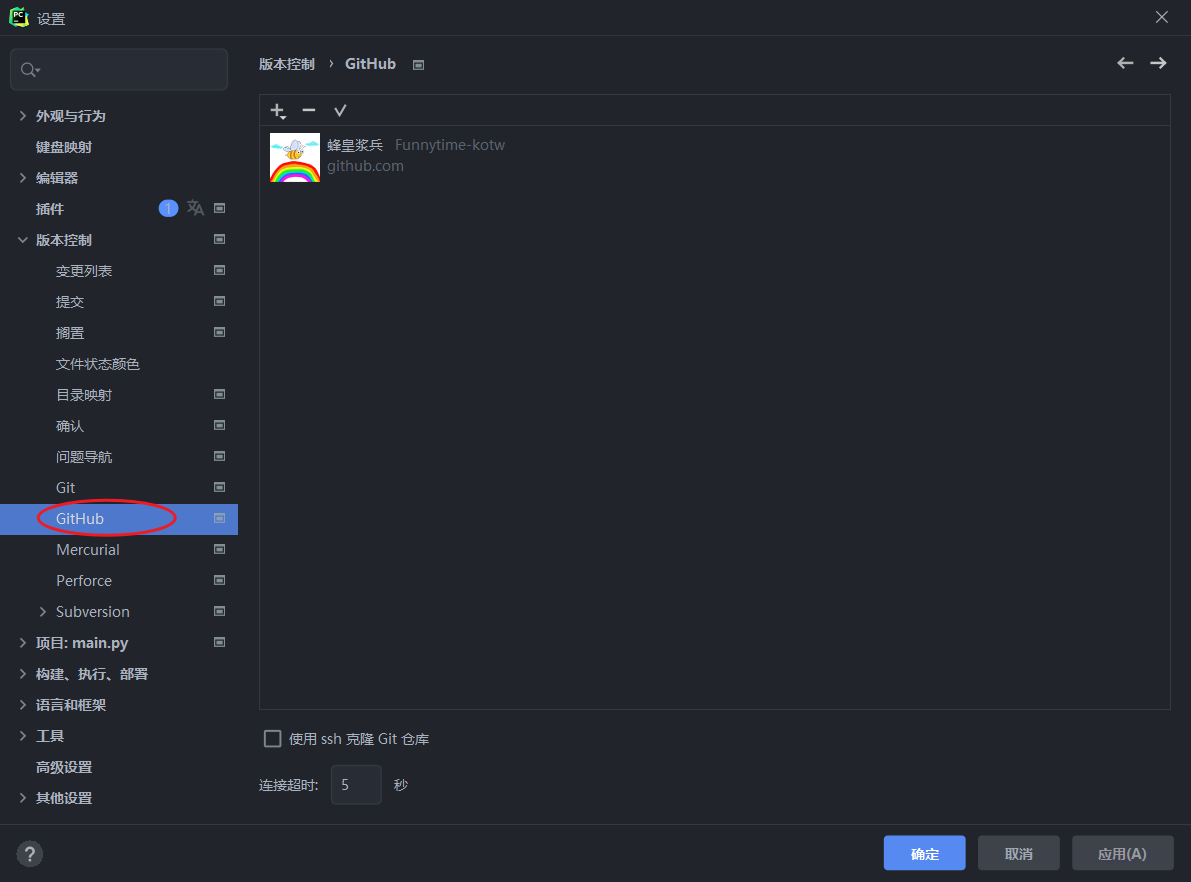 设置
版本控制 › GitHub
外观与行为
键盘映射
编辑器
插件 1
版本控制
变更列表
提交
搁置
文件状态颜色
目录映射
确认
问题导航
Git
GitHub
Mercurial
Perforce
Subversion
项目: main.py
构建、执行、部署
语言和框架
工具
高级设置
其他设置
蜂皇浆兵 Funnytime-kotw
github.com
使用 ssh 克隆 Git 仓库
连接超时: 5 秒
?
确定 取消 应用(A)